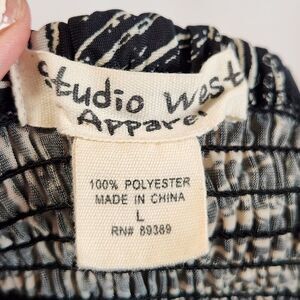 Studio West
Apparel
100% POLYESTER
MADE IN CHINA
L
RN# 89389